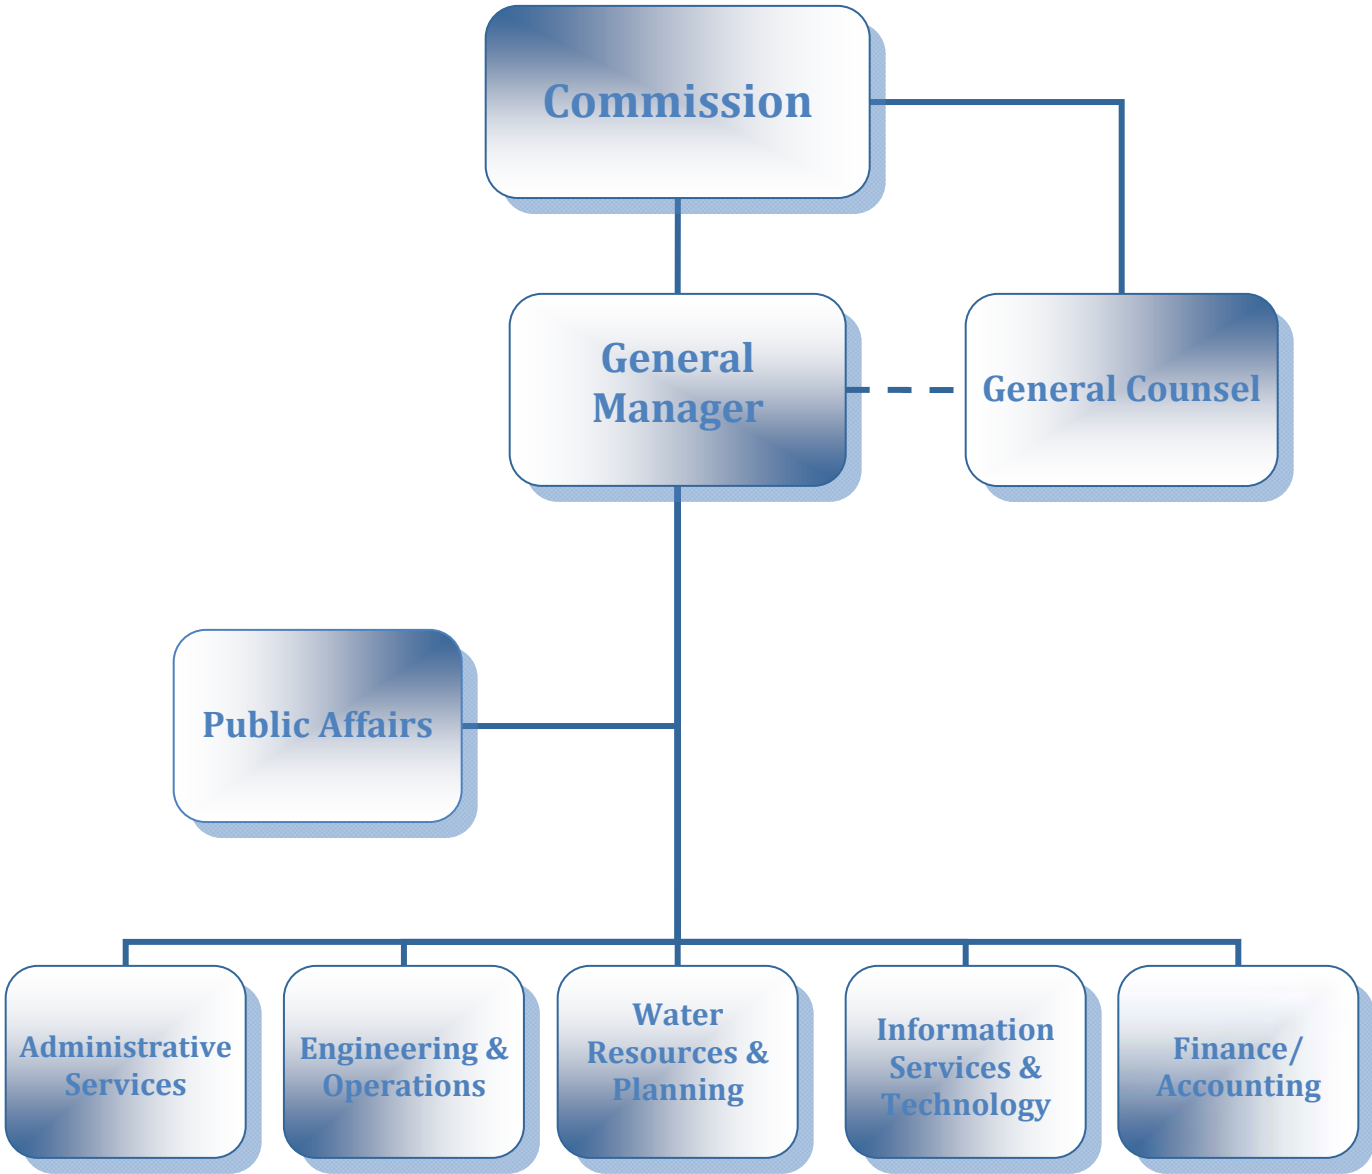 Commission
General
Manager
General Counsel
Public Affairs
Administrative
Services
Engineering &
Operations
Water
Resources &
Planning
Information
Services &
Technology
Finance/
Accounting